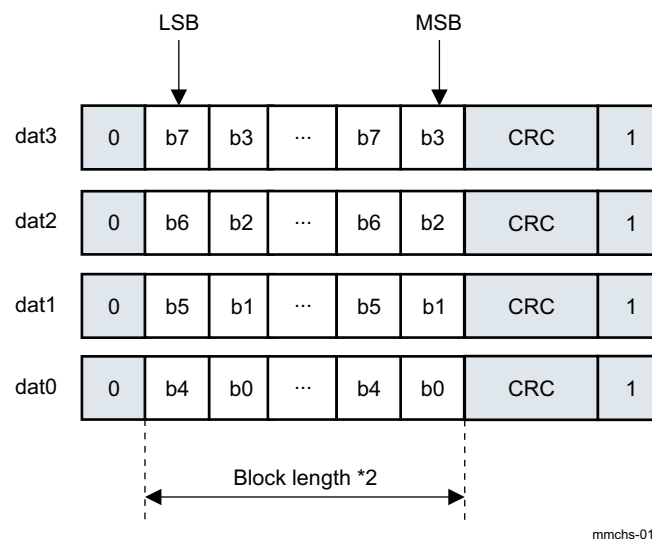 LSB MSB
dat3 0 b7 b3 ... b7 b3 CRC 1
dat2 0 b6 b2 ... b6 b2 CRC 1
dat1 0 b5 b1 ... b5 b1 CRC 1
dat0 0 b4 b0 ... b4 b0 CRC 1
Block length *2
mmchs-01